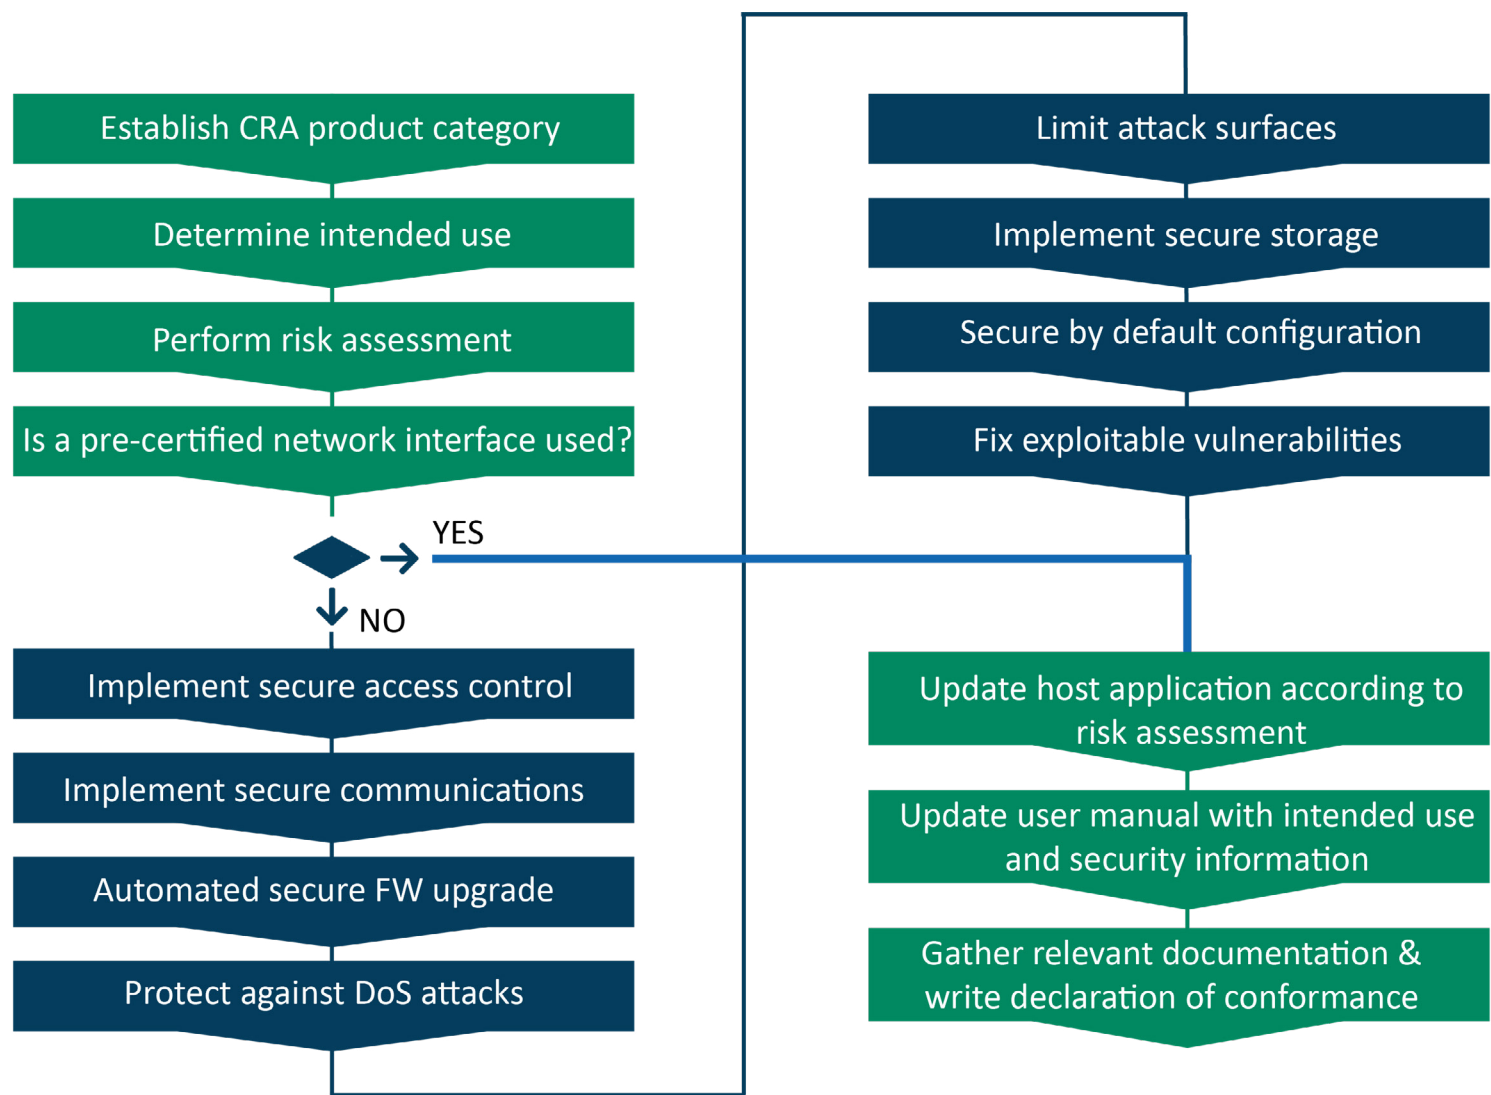 Establish CRA product category
Determine intended use
Perform risk assessment
Is a pre-certified network interface used?
YES
NO
Implement secure access control
Implement secure communications
Automated secure FW upgrade
Protect against DoS attacks
Limit attack surfaces
Implement secure storage
Secure by default configuration
Fix exploitable vulnerabilities
Update host application according to
risk assessment
Update user manual with intended use
and security information
Gather relevant documentation &
write declaration of conformance